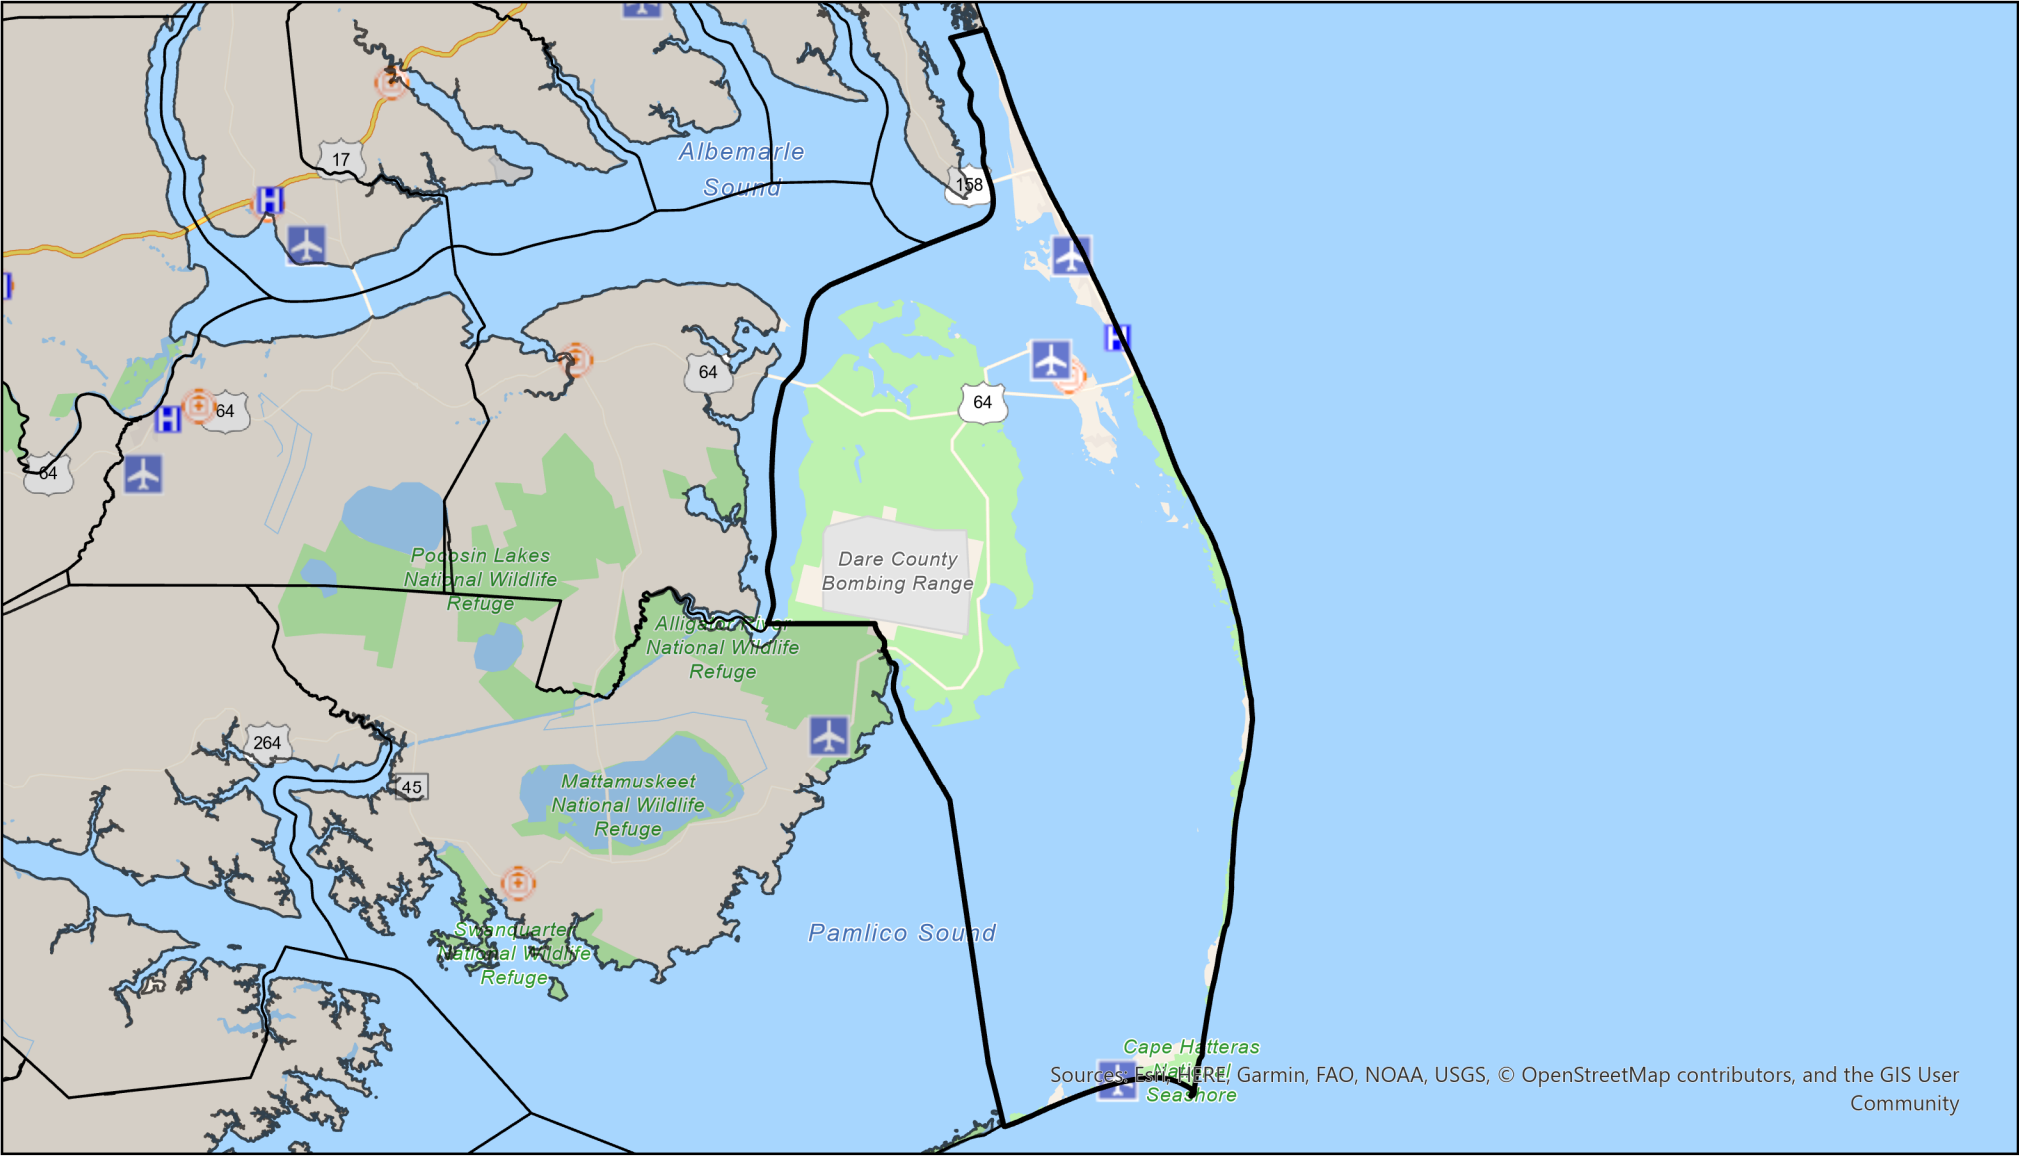 17
Albemarle
Sound
158
H
H
64
64
64
H
64
Dare County
Bombing Range
Pocosin Lakes
National Wildlife
Refuge
Alligator River
National Wildlife
Refuge
264
45
Mattamuskeet
National Wildlife
Refuge
Swanquarter
National Wildlife
Refuge
Pamlico Sound
Cape Hatteras
National
Seashore
Sources: Esri, HERE, Garmin, FAO, NOAA, USGS, © OpenStreetMap contributors, and the GIS User
Community